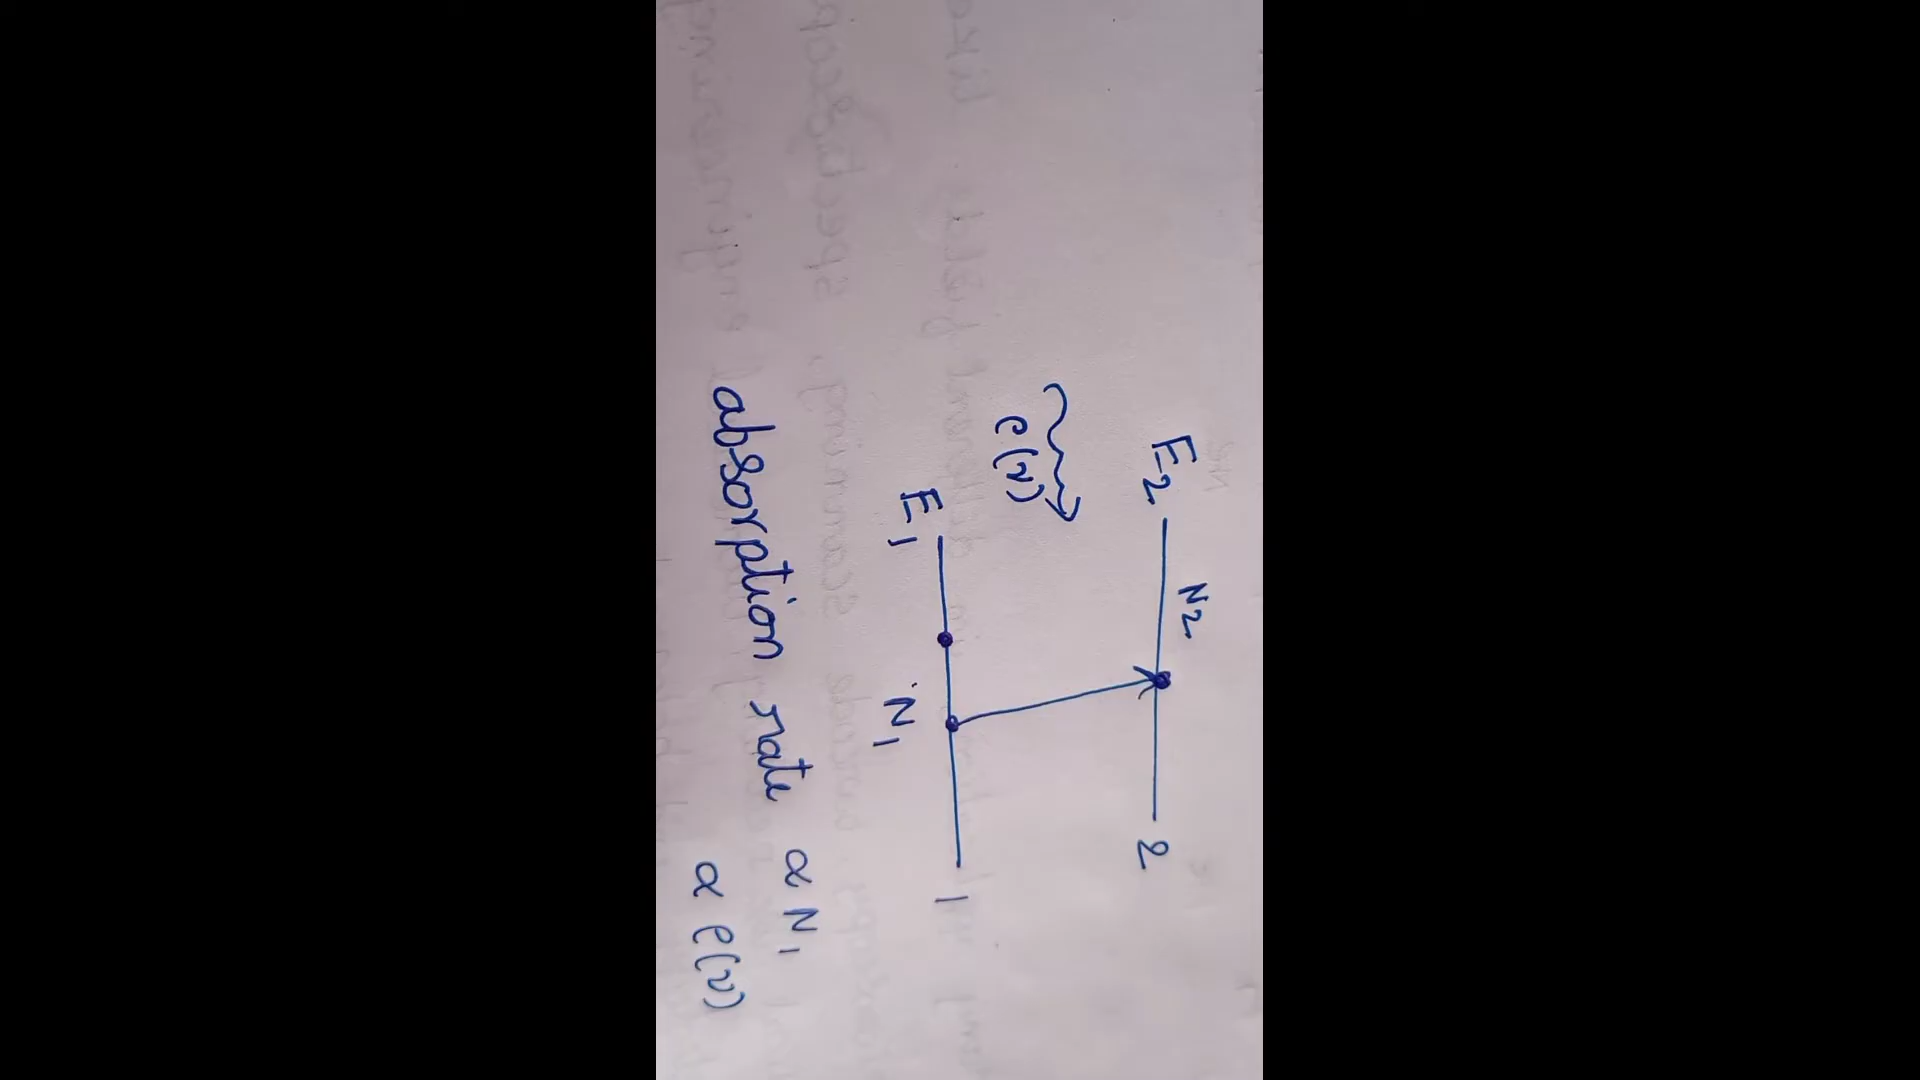 E2 N2 2
ρ(ν)
E1 1
N1
absorption rate α N1
α ρ(ν)